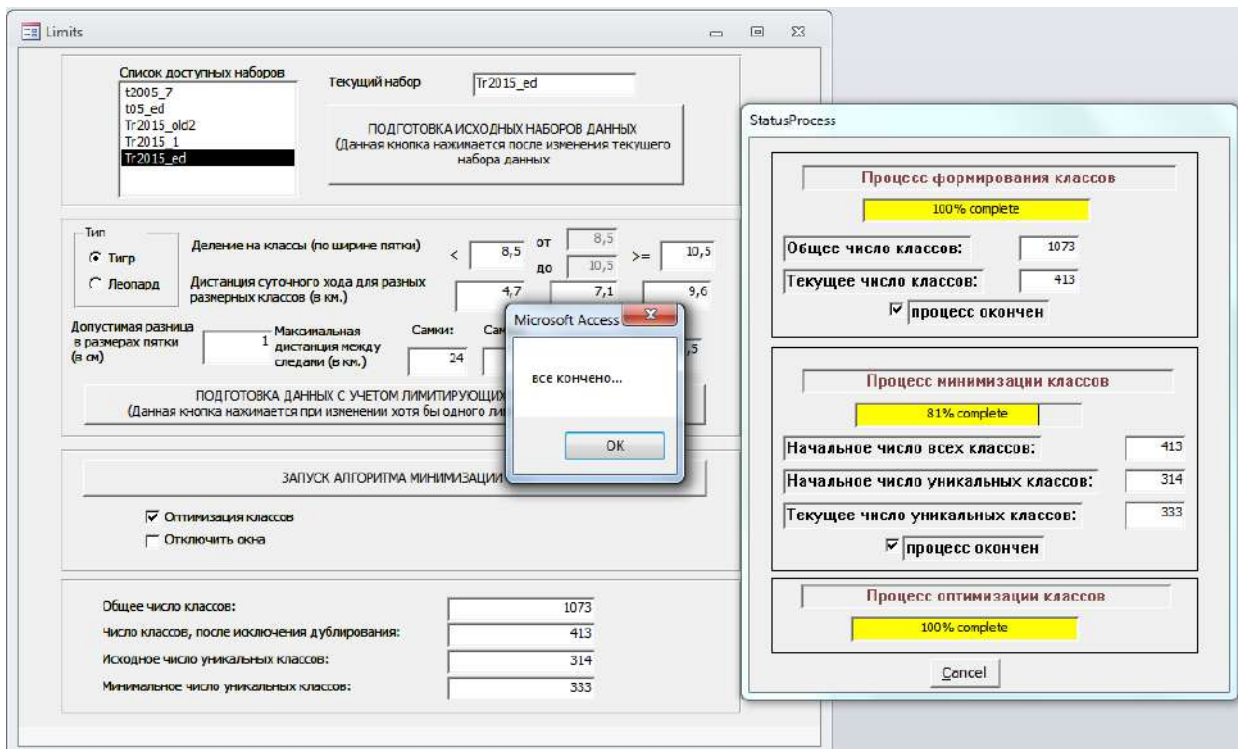 Limits
Список доступных наборов
t2005_7
t05_ed
Tr2015_old2
Tr2015_1
Tr2015_ed
Текущий набор
Tr2015_ed
ПОДГОТОВКА ИСХОДНЫХ НАБОРОВ ДАННЫХ
(Данная кнопка нажимается после изменения текущего
набора данных
Тип
Тигр
Леопард
Деление на классы (по ширине пятки)
< 8,5 от 8,5 >= 10,5
до 10,5
Дистанция суточного хода для разных
размерных классов (в км.)
4,7 7,1 9,6
Допустимая разница
в размерах пятки
(в см)
1
Максимальная
дистанция между
следами (в км.)
Самки:
24
Сам
,5
ПОДГОТОВКА ДАННЫХ С УЧЕТОМ ЛИМИТИРУЮЩИХ
(Данная кнопка нажимается при изменении хотя бы одного ли
ЗАПУСК АЛГОРИТМА МИНИМИЗАЦИИ
Оптимизация классов
Отключить окна
Общее число классов: 1073
Число классов, после исключения дублирования: 413
Исходное число уникальных классов: 314
Минимальное число уникальных классов: 333
Microsoft Access
все кончено...
OK
StatusProcess
Процесс формирования классов
100% complete
Общее число классов: 1073
Текущее число классов: 413
процесс окончен
Процесс минимизации классов
81% complete
Начальное число всех классов: 413
Начальное число уникальных классов: 314
Текущее число уникальных классов: 333
процесс окончен
Процесс оптимизации классов
100% complete
Cancel